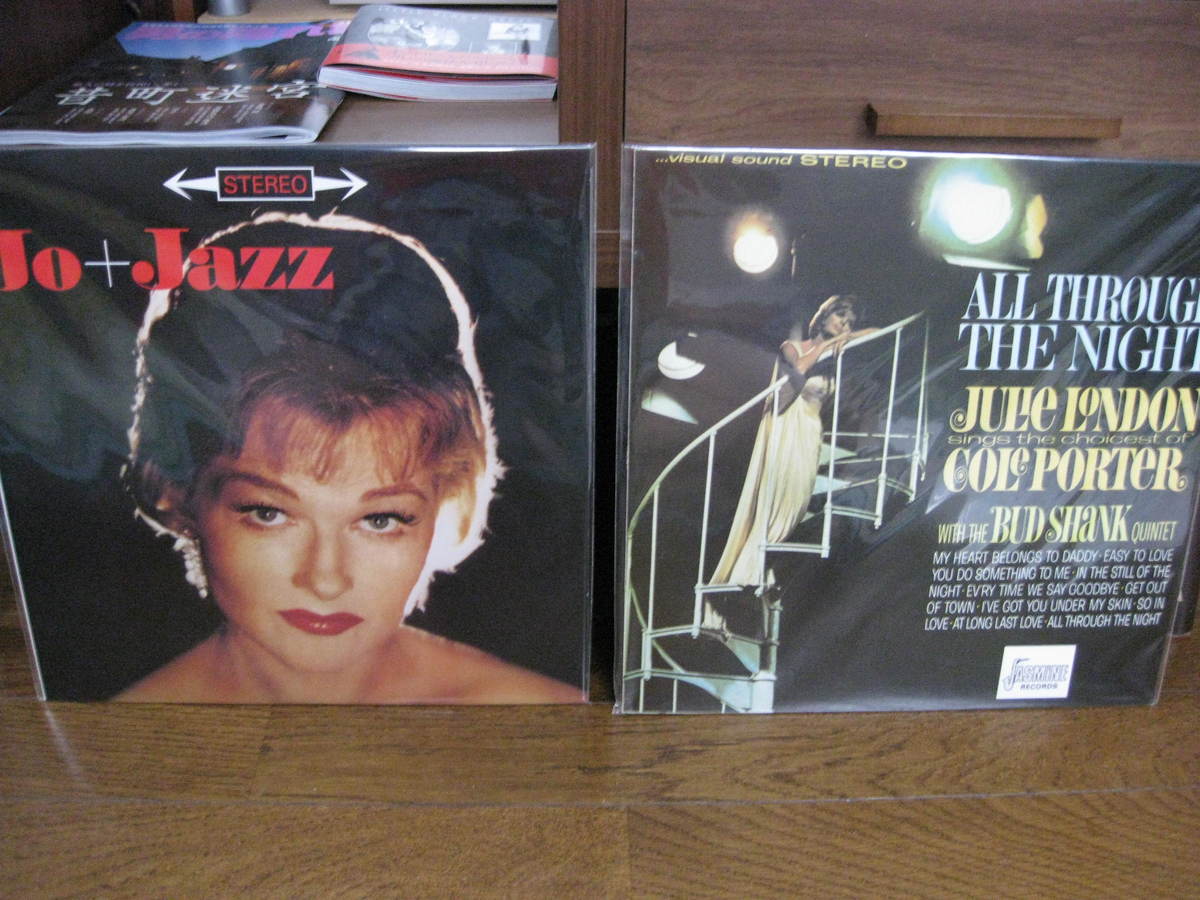 昔町迷宮
STEREO
Jo+Jazz
...visual sound STEREO
ALL THROUGH
THE NIGHT
JULIE LONDON
sings the choicest of
COLE PORTER
WITH THE BUD SHANK QUINTET
MY HEART BELONGS TO DADDY · EASY TO LOVE
YOU DO SOMETHING TO ME · IN THE STILL OF THE
NIGHT · EV'RY TIME WE SAY GOODBYE · GET OUT
OF TOWN · I'VE GOT YOU UNDER MY SKIN · SO IN
LOVE · AT LONG LAST LOVE · ALL THROUGH THE NIGHT
JASMINE
RECORDS